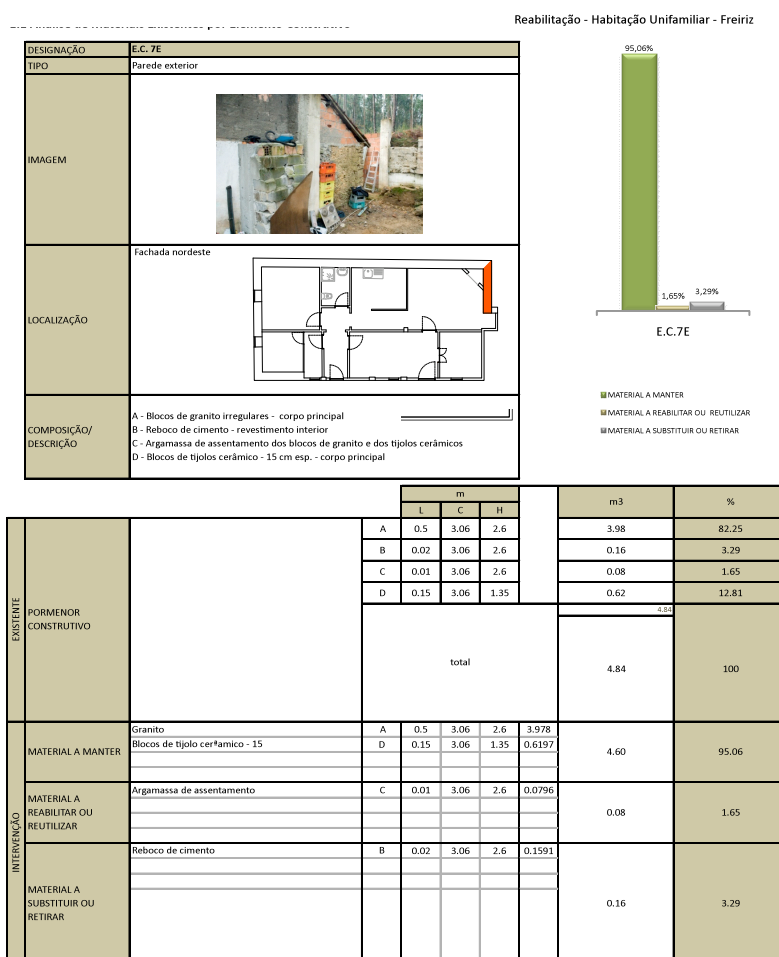 Reabilitação - Habitação Unifamiliar - Freiriz
DESIGNAÇÃO E.C. 7E
TIPO Parede exterior
IMAGEM
LOCALIZAÇÃO
Fachada nordeste
COMPOSIÇÃO/
DESCRIÇÃO
A - Blocos de granito irregulares - corpo principal
B - Reboco de cimento - revestimento interior
C - Argamassa de assentamento dos blocos de granito e dos tijolos cerâmicos
D - Blocos de tijolos cerâmico - 15 cm esp. - corpo principal
95,06%
1,65%
3,29%
E.C.7E
MATERIAL A MANTER
MATERIAL A REABILITAR OU REUTILIZAR
MATERIAL A SUBSTITUIR OU RETIRAR
m m3 %
L C H
EXISTENTE
PORMENOR
CONSTRUTIVO
A 0.5 3.06 2.6 3.98 82.25
B 0.02 3.06 2.6 0.16 3.29
C 0.01 3.06 2.6 0.08 1.65
D 0.15 3.06 1.35 0.62 12.81
4.84
total 4.84 100
INTERVENÇÃO
MATERIAL A MANTER
Granito A 0.5 3.06 2.6 3.978
Blocos de tijolo cerªamico - 15 D 0.15 3.06 1.35 0.6197
4.60 95.06
MATERIAL A
REABILITAR OU
REUTILIZAR
Argamassa de assentamento C 0.01 3.06 2.6 0.0796
0.08 1.65
MATERIAL A
SUBSTITUIR OU
RETIRAR
Reboco de cimento B 0.02 3.06 2.6 0.1591
0.16 3.29